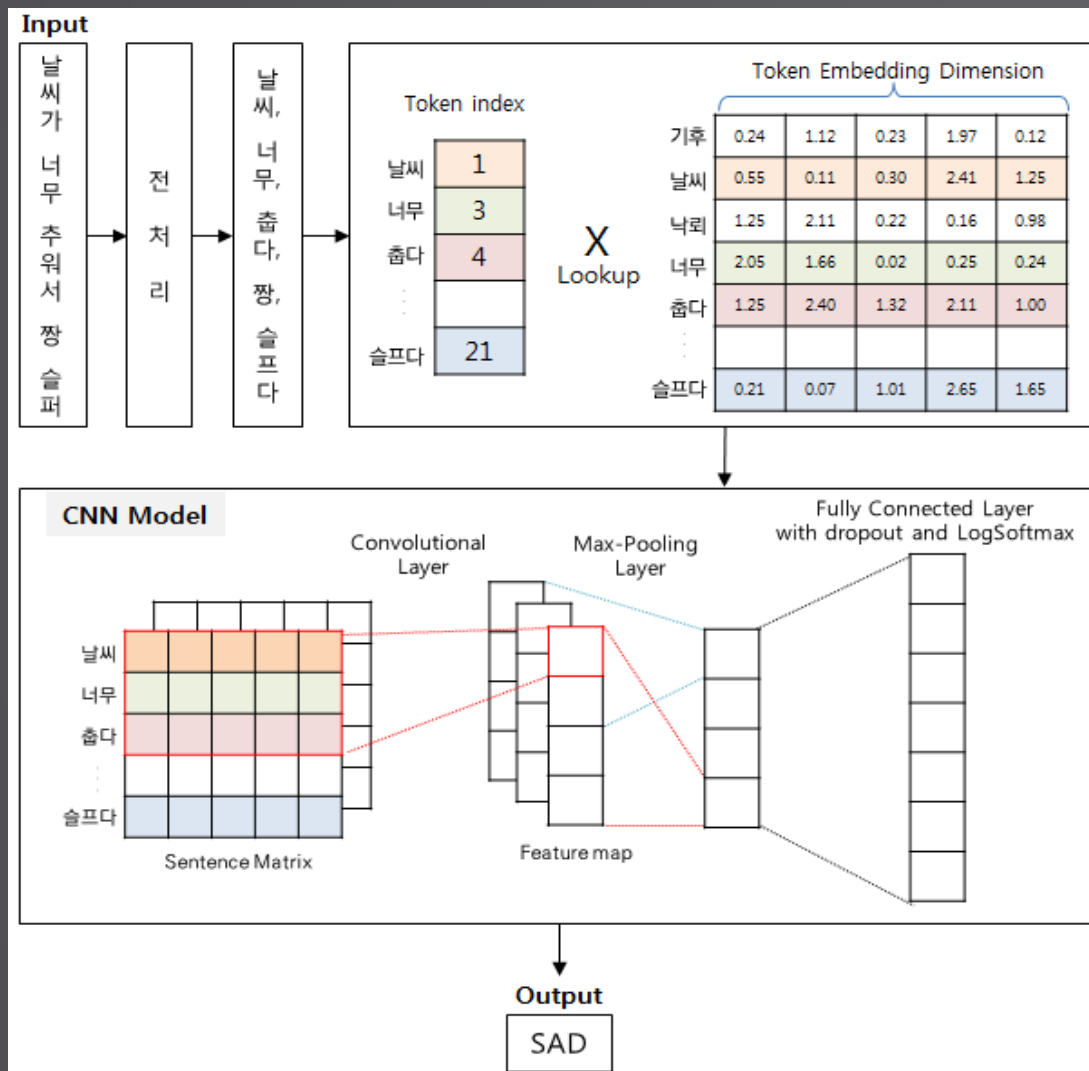 Input
날씨가 너무 추워서 짱 슬퍼
전처리
날씨, 너무, 춥다, 짱, 슬프다
Token index
날씨 1
너무 3
춥다 4
⋮
슬프다 21
X
Lookup
Token Embedding Dimension
기후 0.24 1.12 0.23 1.97 0.12
날씨 0.55 0.11 0.30 2.41 1.25
낙뢰 1.25 2.11 0.22 0.16 0.98
너무 2.05 1.66 0.02 0.25 0.24
춥다 1.25 2.40 1.32 2.11 1.00
⋮
슬프다 0.21 0.07 1.01 2.65 1.65
CNN Model
Convolutional
Layer
Max-Pooling
Layer
Fully Connected Layer
with dropout and LogSoftmax
날씨
너무
춥다
⋮
슬프다
Sentence Matrix
Feature map
Output
SAD